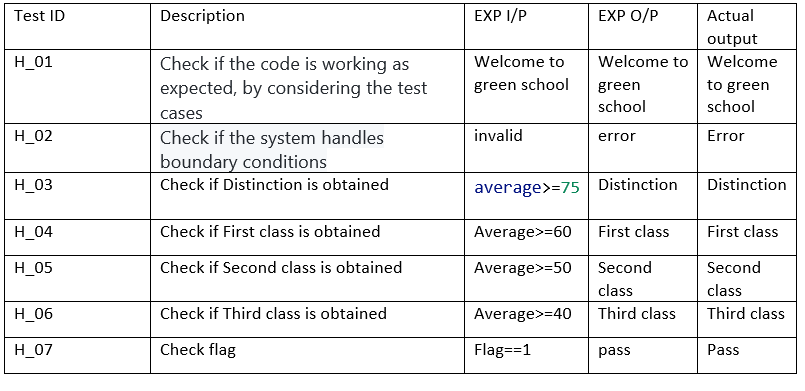 Test ID Description EXP I/P EXP O/P Actual output
H_01 Check if the code is working as expected, by considering the test cases Welcome to green school Welcome to green school Welcome to green school
H_02 Check if the system handles boundary conditions invalid error Error
H_03 Check if Distinction is obtained average>=75 Distinction Distinction
H_04 Check if First class is obtained Average>=60 First class First class
H_05 Check if Second class is obtained Average>=50 Second class Second class
H_06 Check if Third class is obtained Average>=40 Third class Third class
H_07 Check flag Flag==1 pass Pass